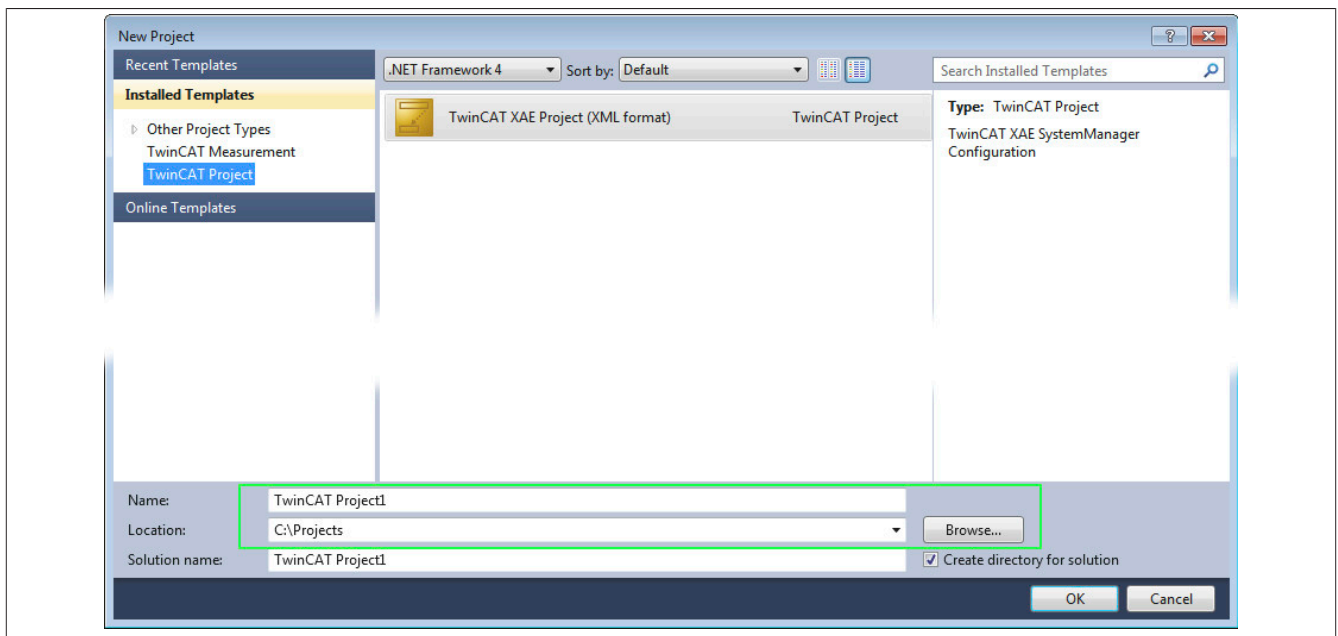 New Project
Recent Templates
Installed Templates
Other Project Types
TwinCAT Measurement
TwinCAT Project
Online Templates
.NET Framework 4
Sort by:
Default
Search Installed Templates
TwinCAT XAE Project (XML format)
TwinCAT Project
Type: TwinCAT Project
TwinCAT XAE SystemManager
Configuration
Name:
TwinCAT Project1
Location:
C:\Projects
Browse...
Solution name:
TwinCAT Project1
Create directory for solution
OK
Cancel